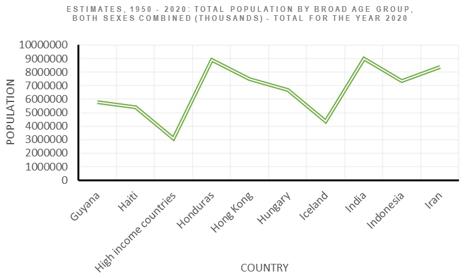 ESTIMATES, 1950 - 2020: TOTAL POPULATION BY BROAD AGE GROUP,
BOTH SEXES COMBINED (THOUSANDS) - TOTAL FOR THE YEAR 2020
POPULATION
10000000
9000000
8000000
7000000
6000000
5000000
4000000
3000000
2000000
1000000
0
Guyana
Haiti
High income countries
Honduras
Hong Kong
Hungary
Iceland
India
Indonesia
Iran
COUNTRY